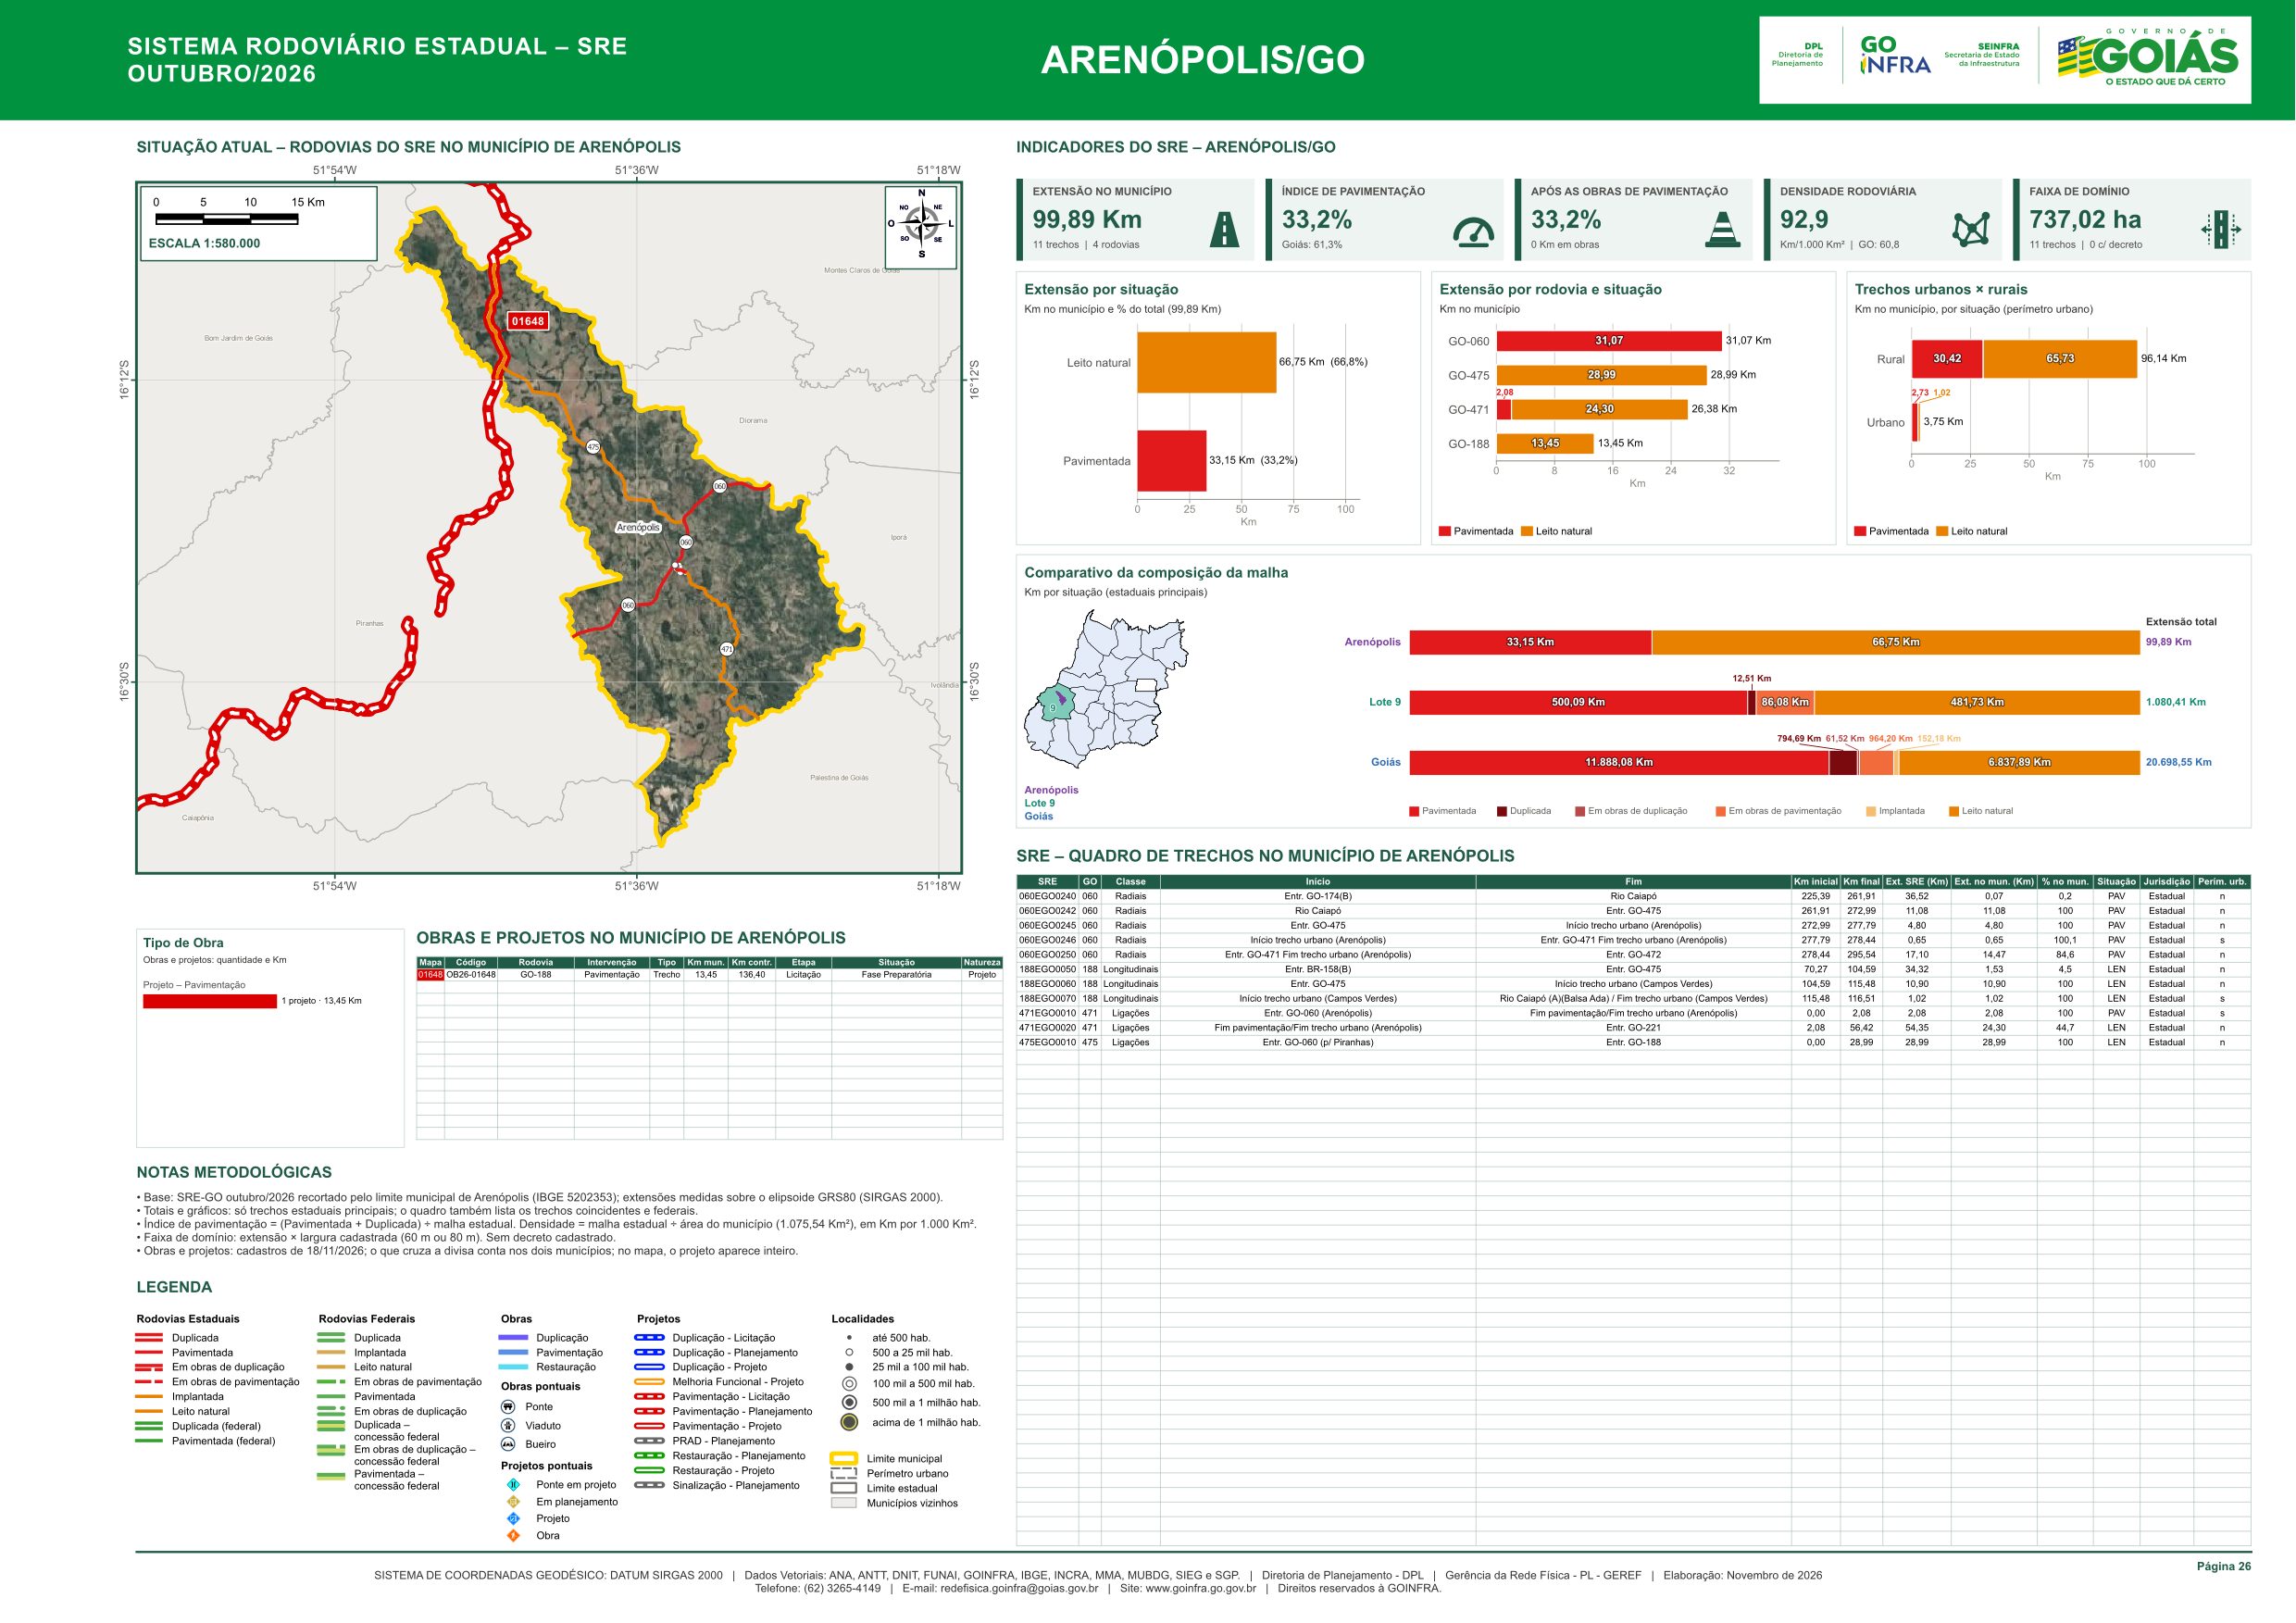 SISTEMA RODOVIÁRIO ESTADUAL – SRE
OUTUBRO/2026
ARENÓPOLIS/GO
DPL
Diretoria de
Planejamento
GO
iNFRA
SEINFRA
Secretaria de Estado
da Infraestrutura
GOVERNO DE
GOIÁS
O ESTADO QUE DÁ CERTO
SITUAÇÃO ATUAL – RODOVIAS DO SRE NO MUNICÍPIO DE ARENÓPOLIS
51°54'W 51°36'W 51°18'W
0 5 10 15 Km
ESCALA 1:580.000
N
NO NE
O L
SO SE
S
Montes Claros de Goiás
01648
Bom Jardim de Goiás
16°12'S 16°12'S
Diorama
475
060
Arenópolis
060
Iporá
060
Piranhas
471
16°30'S 16°30'S
Ivolândia
Palestina de Goiás
Caiapônia
51°54'W 51°36'W 51°18'W
Tipo de Obra
Obras e projetos: quantidade e Km
Projeto – Pavimentação
1 projeto · 13,45 Km
OBRAS E PROJETOS NO MUNICÍPIO DE ARENÓPOLIS
Mapa Código Rodovia Intervenção Tipo Km mun. Km contr. Etapa Situação Natureza
01648 OB26-01648 GO-188 Pavimentação Trecho 13,45 136,40 Licitação Fase Preparatória Projeto
NOTAS METODOLÓGICAS
• Base: SRE-GO outubro/2026 recortado pelo limite municipal de Arenópolis (IBGE 5202353); extensões medidas sobre o elipsoide GRS80 (SIRGAS 2000).
• Totais e gráficos: só trechos estaduais principais; o quadro também lista os trechos coincidentes e federais.
• Índice de pavimentação = (Pavimentada + Duplicada) ÷ malha estadual. Densidade = malha estadual ÷ área do município (1.075,54 Km²), em Km por 1.000 Km².
• Faixa de domínio: extensão × largura cadastrada (60 m ou 80 m). Sem decreto cadastrado.
• Obras e projetos: cadastros de 18/11/2026; o que cruza a divisa conta nos dois municípios; no mapa, o projeto aparece inteiro.
LEGENDA
Rodovias Estaduais
Duplicada
Pavimentada
Em obras de duplicação
Em obras de pavimentação
Implantada
Leito natural
Duplicada (federal)
Pavimentada (federal)
Rodovias Federais
Duplicada
Implantada
Leito natural
Em obras de pavimentação
Pavimentada
Em obras de duplicação
Duplicada –
concessão federal
Em obras de duplicação –
concessão federal
Pavimentada –
concessão federal
Obras
Duplicação
Pavimentação
Restauração
Obras pontuais
Ponte
Viaduto
Bueiro
Projetos pontuais
Ponte em projeto
Em planejamento
Projeto
Obra
Projetos
Duplicação - Licitação
Duplicação - Planejamento
Duplicação - Projeto
Melhoria Funcional - Projeto
Pavimentação - Licitação
Pavimentação - Planejamento
Pavimentação - Projeto
PRAD - Planejamento
Restauração - Planejamento
Restauração - Projeto
Sinalização - Planejamento
Localidades
até 500 hab.
500 a 25 mil hab.
25 mil a 100 mil hab.
100 mil a 500 mil hab.
500 mil a 1 milhão hab.
acima de 1 milhão hab.
Limite municipal
Perímetro urbano
Limite estadual
Municípios vizinhos
INDICADORES DO SRE – ARENÓPOLIS/GO
EXTENSÃO NO MUNICÍPIO
99,89 Km
11 trechos | 4 rodovias
ÍNDICE DE PAVIMENTAÇÃO
33,2%
Goiás: 61,3%
APÓS AS OBRAS DE PAVIMENTAÇÃO
33,2%
0 Km em obras
DENSIDADE RODOVIÁRIA
92,9
Km/1.000 Km² | GO: 60,8
FAIXA DE DOMÍNIO
737,02 ha
11 trechos | 0 c/ decreto
Extensão por situação
Km no município e % do total (99,89 Km)
Leito natural 66,75 Km (66,8%)
Pavimentada 33,15 Km (33,2%)
0 25 50 75 100
Km
Extensão por rodovia e situação
Km no município
GO-060 31,07 31,07 Km
GO-475 28,99 28,99 Km
2,08
GO-471 24,30 26,38 Km
GO-188 13,45 13,45 Km
0 8 16 24 32
Km
Pavimentada Leito natural
Trechos urbanos × rurais
Km no município, por situação (perímetro urbano)
Rural 30,42 65,73 96,14 Km
2,73 1,02
Urbano 3,75 Km
0 25 50 75 100
Km
Pavimentada Leito natural
Comparativo da composição da malha
Km por situação (estaduais principais)
9
Arenópolis
Lote 9
Goiás
Extensão total
Arenópolis 33,15 Km 66,75 Km 99,89 Km
12,51 Km
Lote 9 500,09 Km 86,08 Km 481,73 Km 1.080,41 Km
794,69 Km 61,52 Km 964,20 Km 152,18 Km
Goiás 11.888,08 Km 6.837,89 Km 20.698,55 Km
Pavimentada Duplicada Em obras de duplicação Em obras de pavimentação Implantada Leito natural
SRE – QUADRO DE TRECHOS NO MUNICÍPIO DE ARENÓPOLIS
SRE GO Classe Início Fim Km inicial Km final Ext. SRE (Km) Ext. no mun. (Km) % no mun. Situação Jurisdição Perím. urb.
060EGO0240 060 Radiais Entr. GO-174(B) Rio Caiapó 225,39 261,91 36,52 0,07 0,2 PAV Estadual n
060EGO0242 060 Radiais Rio Caiapó Entr. GO-475 261,91 272,99 11,08 11,08 100 PAV Estadual n
060EGO0245 060 Radiais Entr. GO-475 Início trecho urbano (Arenópolis) 272,99 277,79 4,80 4,80 100 PAV Estadual n
060EGO0246 060 Radiais Início trecho urbano (Arenópolis) Entr. GO-471 Fim trecho urbano (Arenópolis) 277,79 278,44 0,65 0,65 100,1 PAV Estadual s
060EGO0250 060 Radiais Entr. GO-471 Fim trecho urbano (Arenópolis) Entr. GO-472 278,44 295,54 17,10 14,47 84,6 PAV Estadual n
188EGO0050 188 Longitudinais Entr. BR-158(B) Entr. GO-475 70,27 104,59 34,32 1,53 4,5 LEN Estadual n
188EGO0060 188 Longitudinais Entr. GO-475 Início trecho urbano (Campos Verdes) 104,59 115,48 10,90 10,90 100 LEN Estadual n
188EGO0070 188 Longitudinais Início trecho urbano (Campos Verdes) Rio Caiapó (A)(Balsa Ada) / Fim trecho urbano (Campos Verdes) 115,48 116,51 1,02 1,02 100 LEN Estadual s
471EGO0010 471 Ligações Entr. GO-060 (Arenópolis) Fim pavimentação/Fim trecho urbano (Arenópolis) 0,00 2,08 2,08 2,08 100 PAV Estadual s
471EGO0020 471 Ligações Fim pavimentação/Fim trecho urbano (Arenópolis) Entr. GO-221 2,08 56,42 54,35 24,30 44,7 LEN Estadual n
475EGO0010 475 Ligações Entr. GO-060 (p/ Piranhas) Entr. GO-188 0,00 28,99 28,99 28,99 100 LEN Estadual n
Página 26
SISTEMA DE COORDENADAS GEODÉSICO: DATUM SIRGAS 2000 | Dados Vetoriais: ANA, ANTT, DNIT, FUNAI, GOINFRA, IBGE, INCRA, MMA, MUBDG, SIEG e SGP. | Diretoria de Planejamento - DPL | Gerência da Rede Física - PL - GEREF | Elaboração: Novembro de 2026
Telefone: (62) 3265-4149 | E-mail: redefisica.goinfra@goias.gov.br | Site: www.goinfra.go.gov.br | Direitos reservados à GOINFRA.